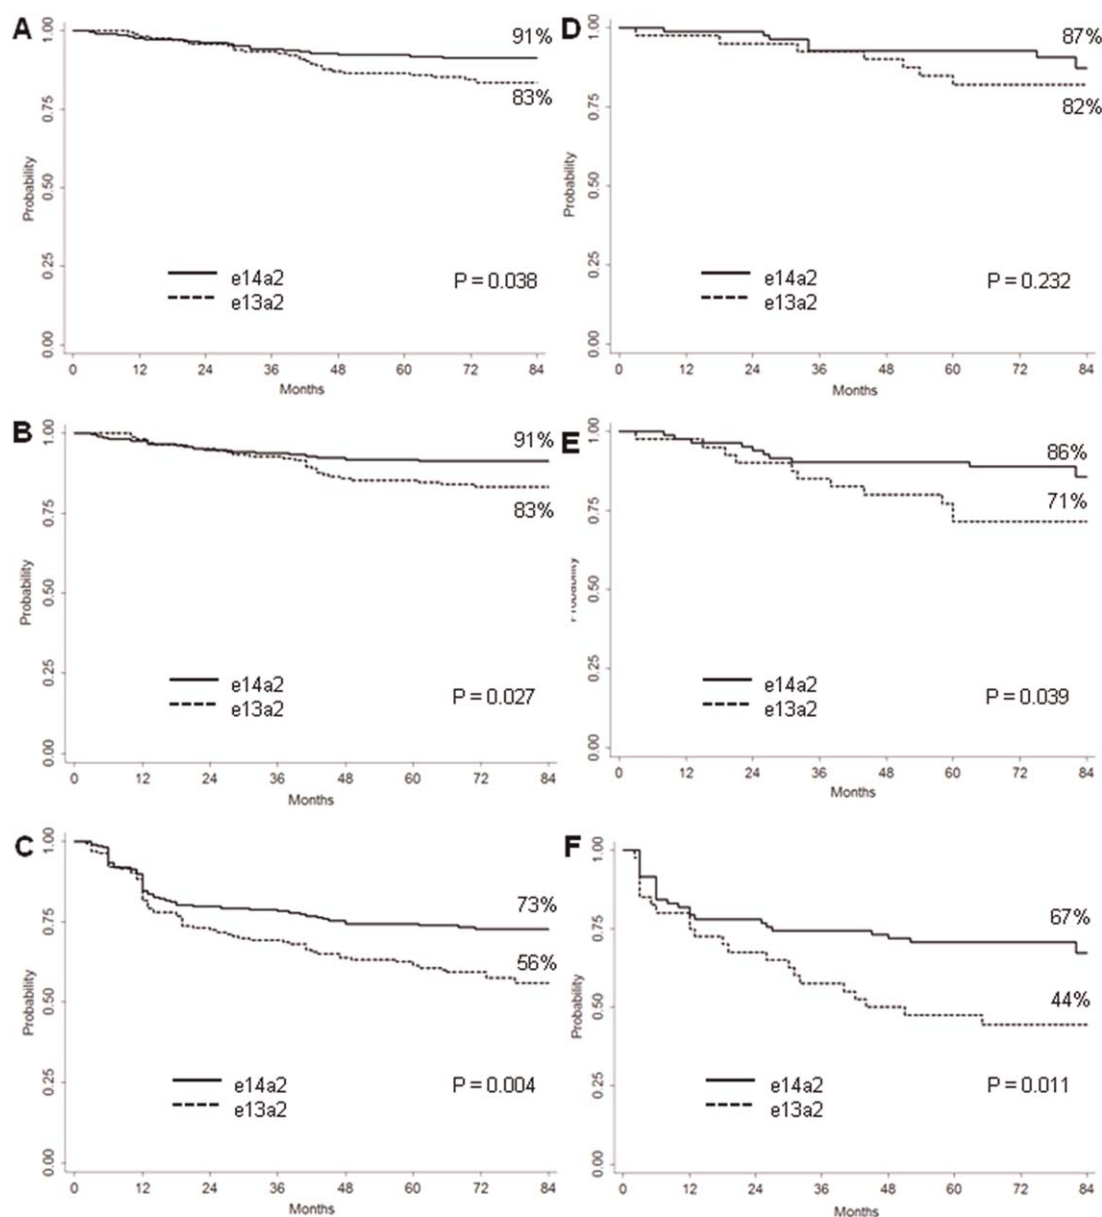 A
1.00
0.75
0.50
0.25
0.00
Probability
91%
83%
e14a2
e13a2
P = 0.038
0 12 24 36 48 60 72 84
Months
D
1.00
0.75
0.50
0.25
0.00
Probability
87%
82%
e14a2
e13a2
P = 0.232
0 12 24 36 48 60 72 84
Months
B
1.00
0.75
0.50
0.25
0.00
Probability
91%
83%
e14a2
e13a2
P = 0.027
0 12 24 36 48 60 72 84
Months
E
1.00
0.75
0.50
0.25
0.00
Probability
86%
71%
e14a2
e13a2
P = 0.039
0 12 24 36 48 60 72 84
Months
C
1.00
0.75
0.50
0.25
0.00
Probability
73%
56%
e14a2
e13a2
P = 0.004
0 12 24 36 48 60 72 84
Months
F
1.00
0.75
0.50
0.25
0.00
Probability
67%
44%
e14a2
e13a2
P = 0.011
0 12 24 36 48 60 72 84
Months